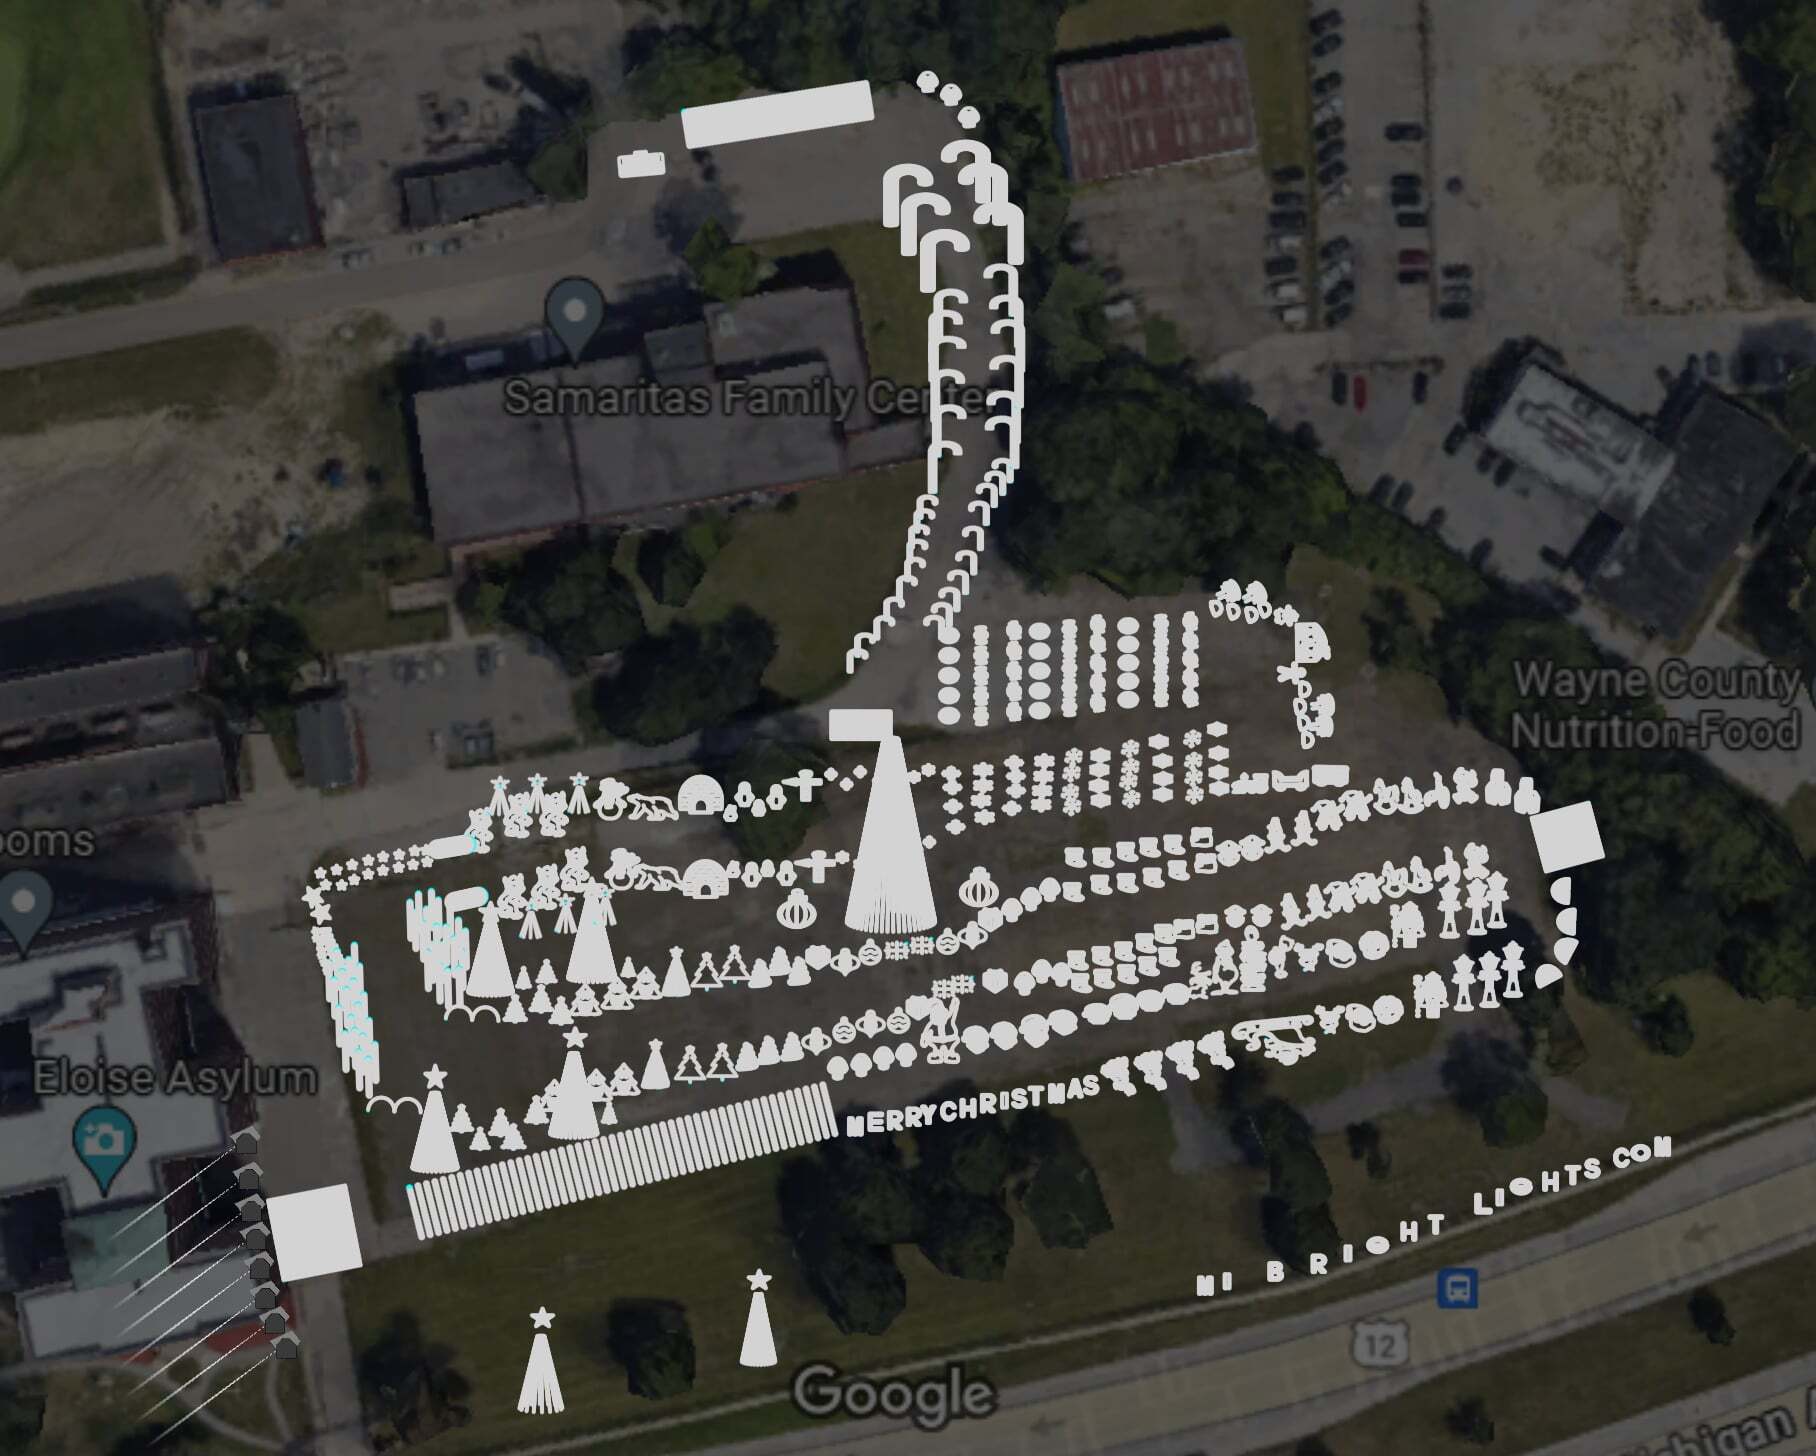 Samaritas Family Center
Wayne County
Nutrition-Food
ooms
Eloise Asylum
MERRYCHRISTMAS
MI BRIGHT LIGHTS COM
12
Google
higan A